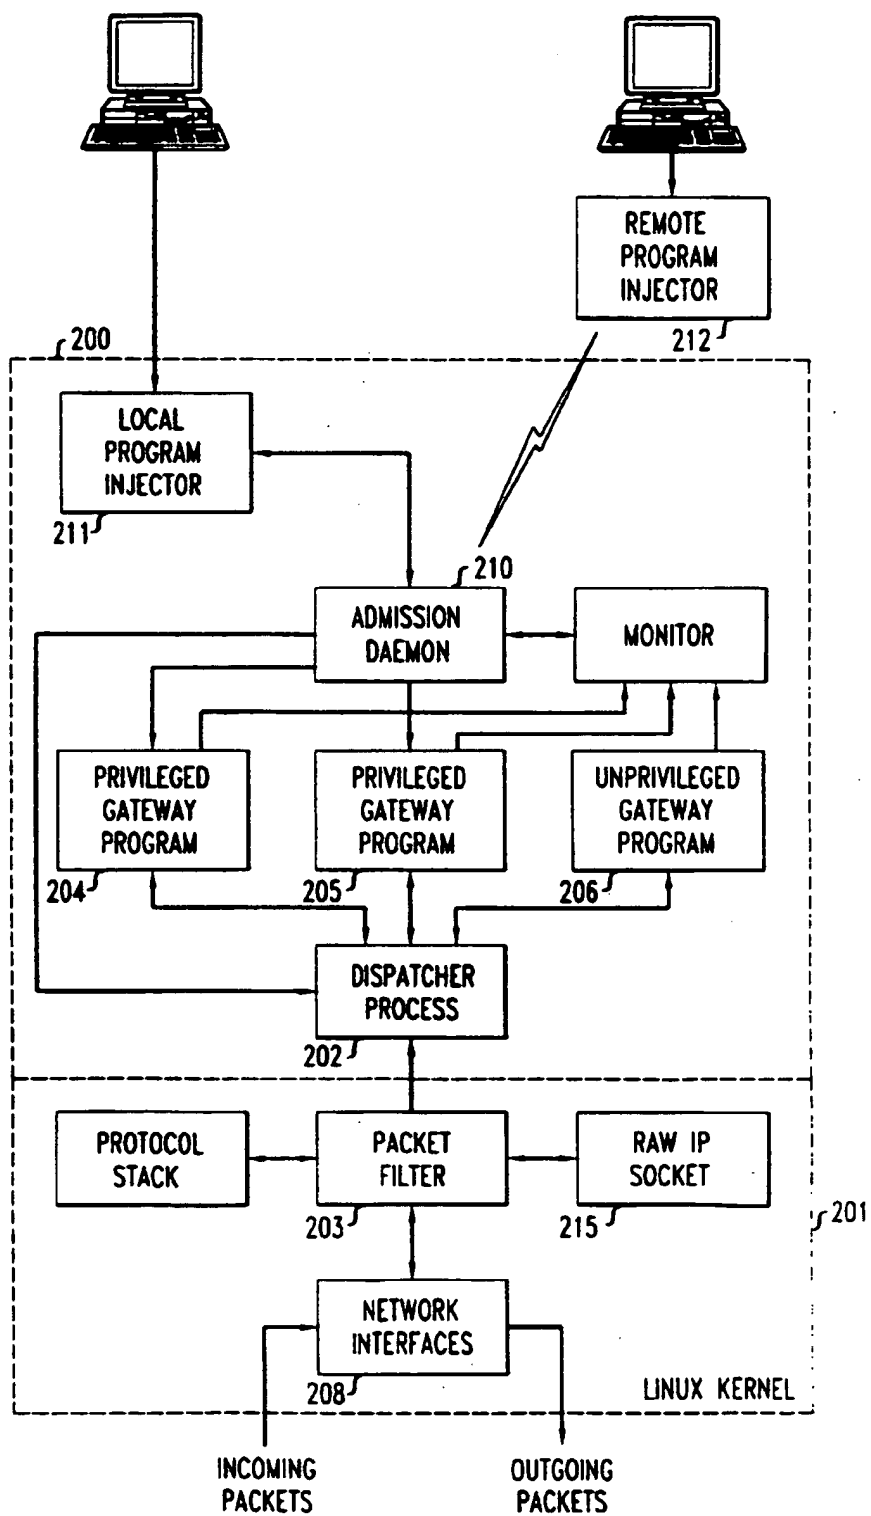 REMOTE
PROGRAM
INJECTOR
212
200
LOCAL
PROGRAM
INJECTOR
211
210
ADMISSION
DAEMON
MONITOR
PRIVILEGED
GATEWAY
PROGRAM
204
PRIVILEGED
GATEWAY
PROGRAM
205
UNPRIVILEGED
GATEWAY
PROGRAM
206
DISPATCHER
PROCESS
202
PROTOCOL
STACK
PACKET
FILTER
203
RAW IP
SOCKET
215
201
NETWORK
INTERFACES
208
LINUX KERNEL
INCOMING
PACKETS
OUTGOING
PACKETS